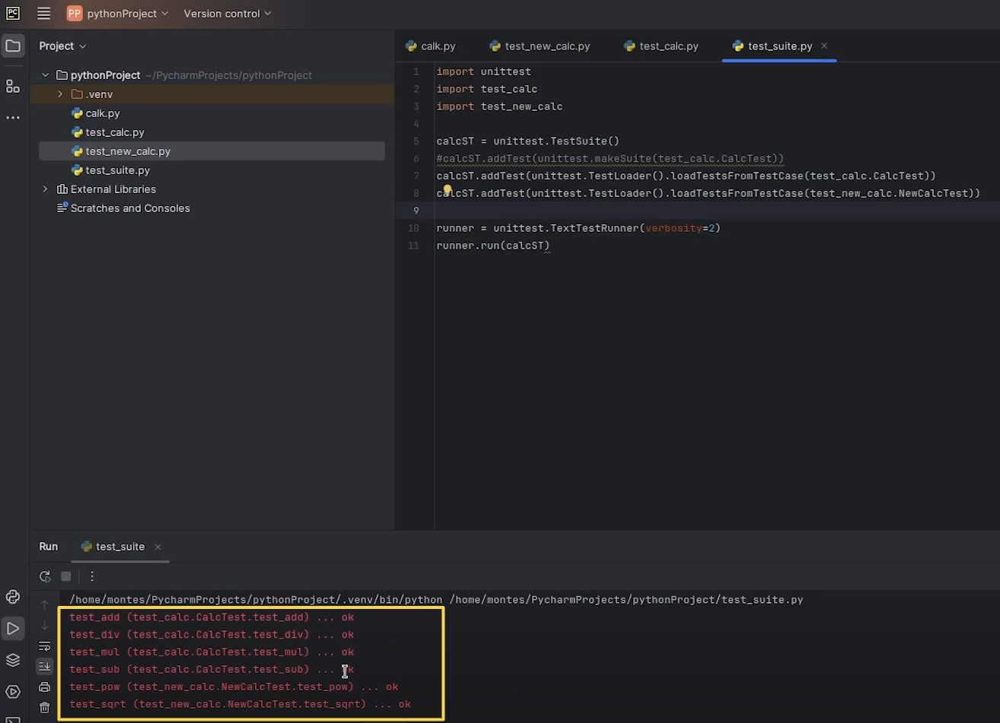 PC
PP pythonProject Version control
Project
calk.py test_new_calc.py test_calc.py test_suite.py
pythonProject ~/PycharmProjects/pythonProject
.venv
calk.py
test_calc.py
test_new_calc.py
test_suite.py
External Libraries
Scratches and Consoles
1 import unittest
2 import test_calc
3 import test_new_calc
4
5 calcST = unittest.TestSuite()
6 #calcST.addTest(unittest.makeSuite(test_calc.CalcTest))
7 calcST.addTest(unittest.TestLoader().loadTestsFromTestCase(test_calc.CalcTest))
8 calcST.addTest(unittest.TestLoader().loadTestsFromTestCase(test_new_calc.NewCalcTest))
9
10 runner = unittest.TextTestRunner(verbosity=2)
11 runner.run(calcST)
Run test_suite
/home/montes/PycharmProjects/pythonProject/.venv/bin/python /home/montes/PycharmProjects/pythonProject/test_suite.py
test_add (test_calc.CalcTest.test_add) ... ok
test_div (test_calc.CalcTest.test_div) ... ok
test_mul (test_calc.CalcTest.test_mul) ... ok
test_sub (test_calc.CalcTest.test_sub) ... ok
test_pow (test_new_calc.NewCalcTest.test_pow) ... ok
test_sqrt (test_new_calc.NewCalcTest.test_sqrt) ... ok